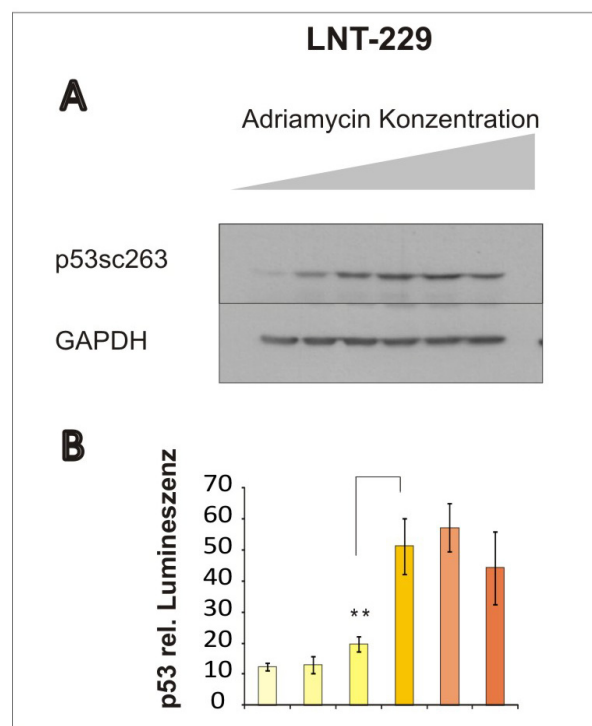 LNT-229
A
Adriamycin Konzentration
p53sc263
GAPDH
B
p53 rel. Lumineszenz
70
60
50
40
30
20
10
0
**